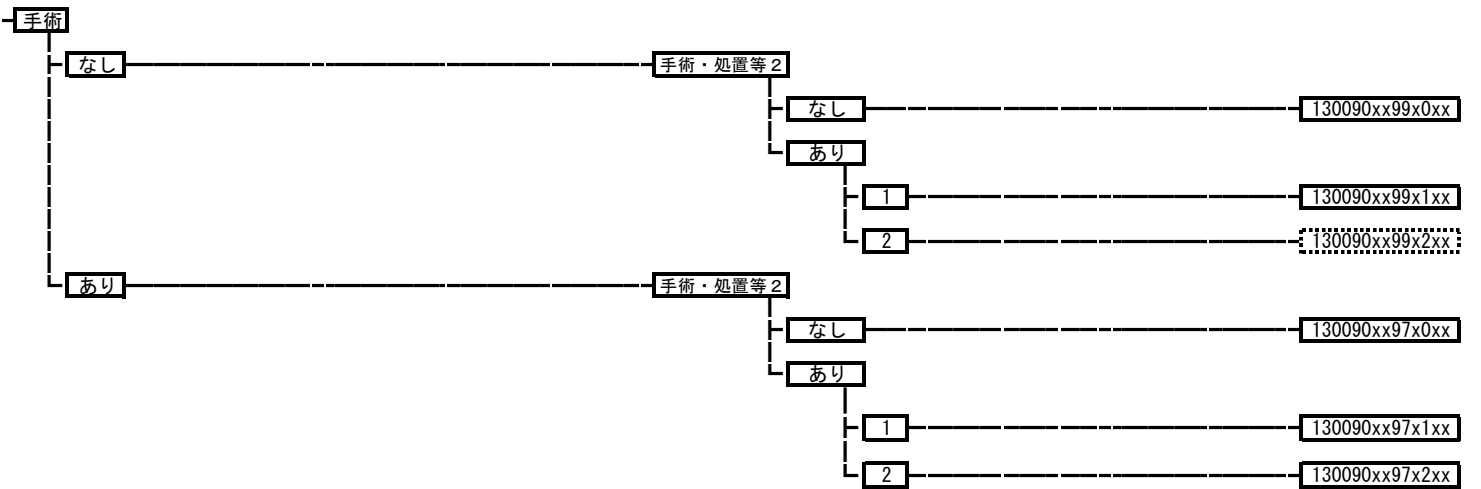 手術
なし 手術・処置等2
なし 130090xx99x0xx
あり
1 130090xx99x1xx
2 130090xx99x2xx
あり 手術・処置等2
なし 130090xx97x0xx
あり
1 130090xx97x1xx
2 130090xx97x2xx